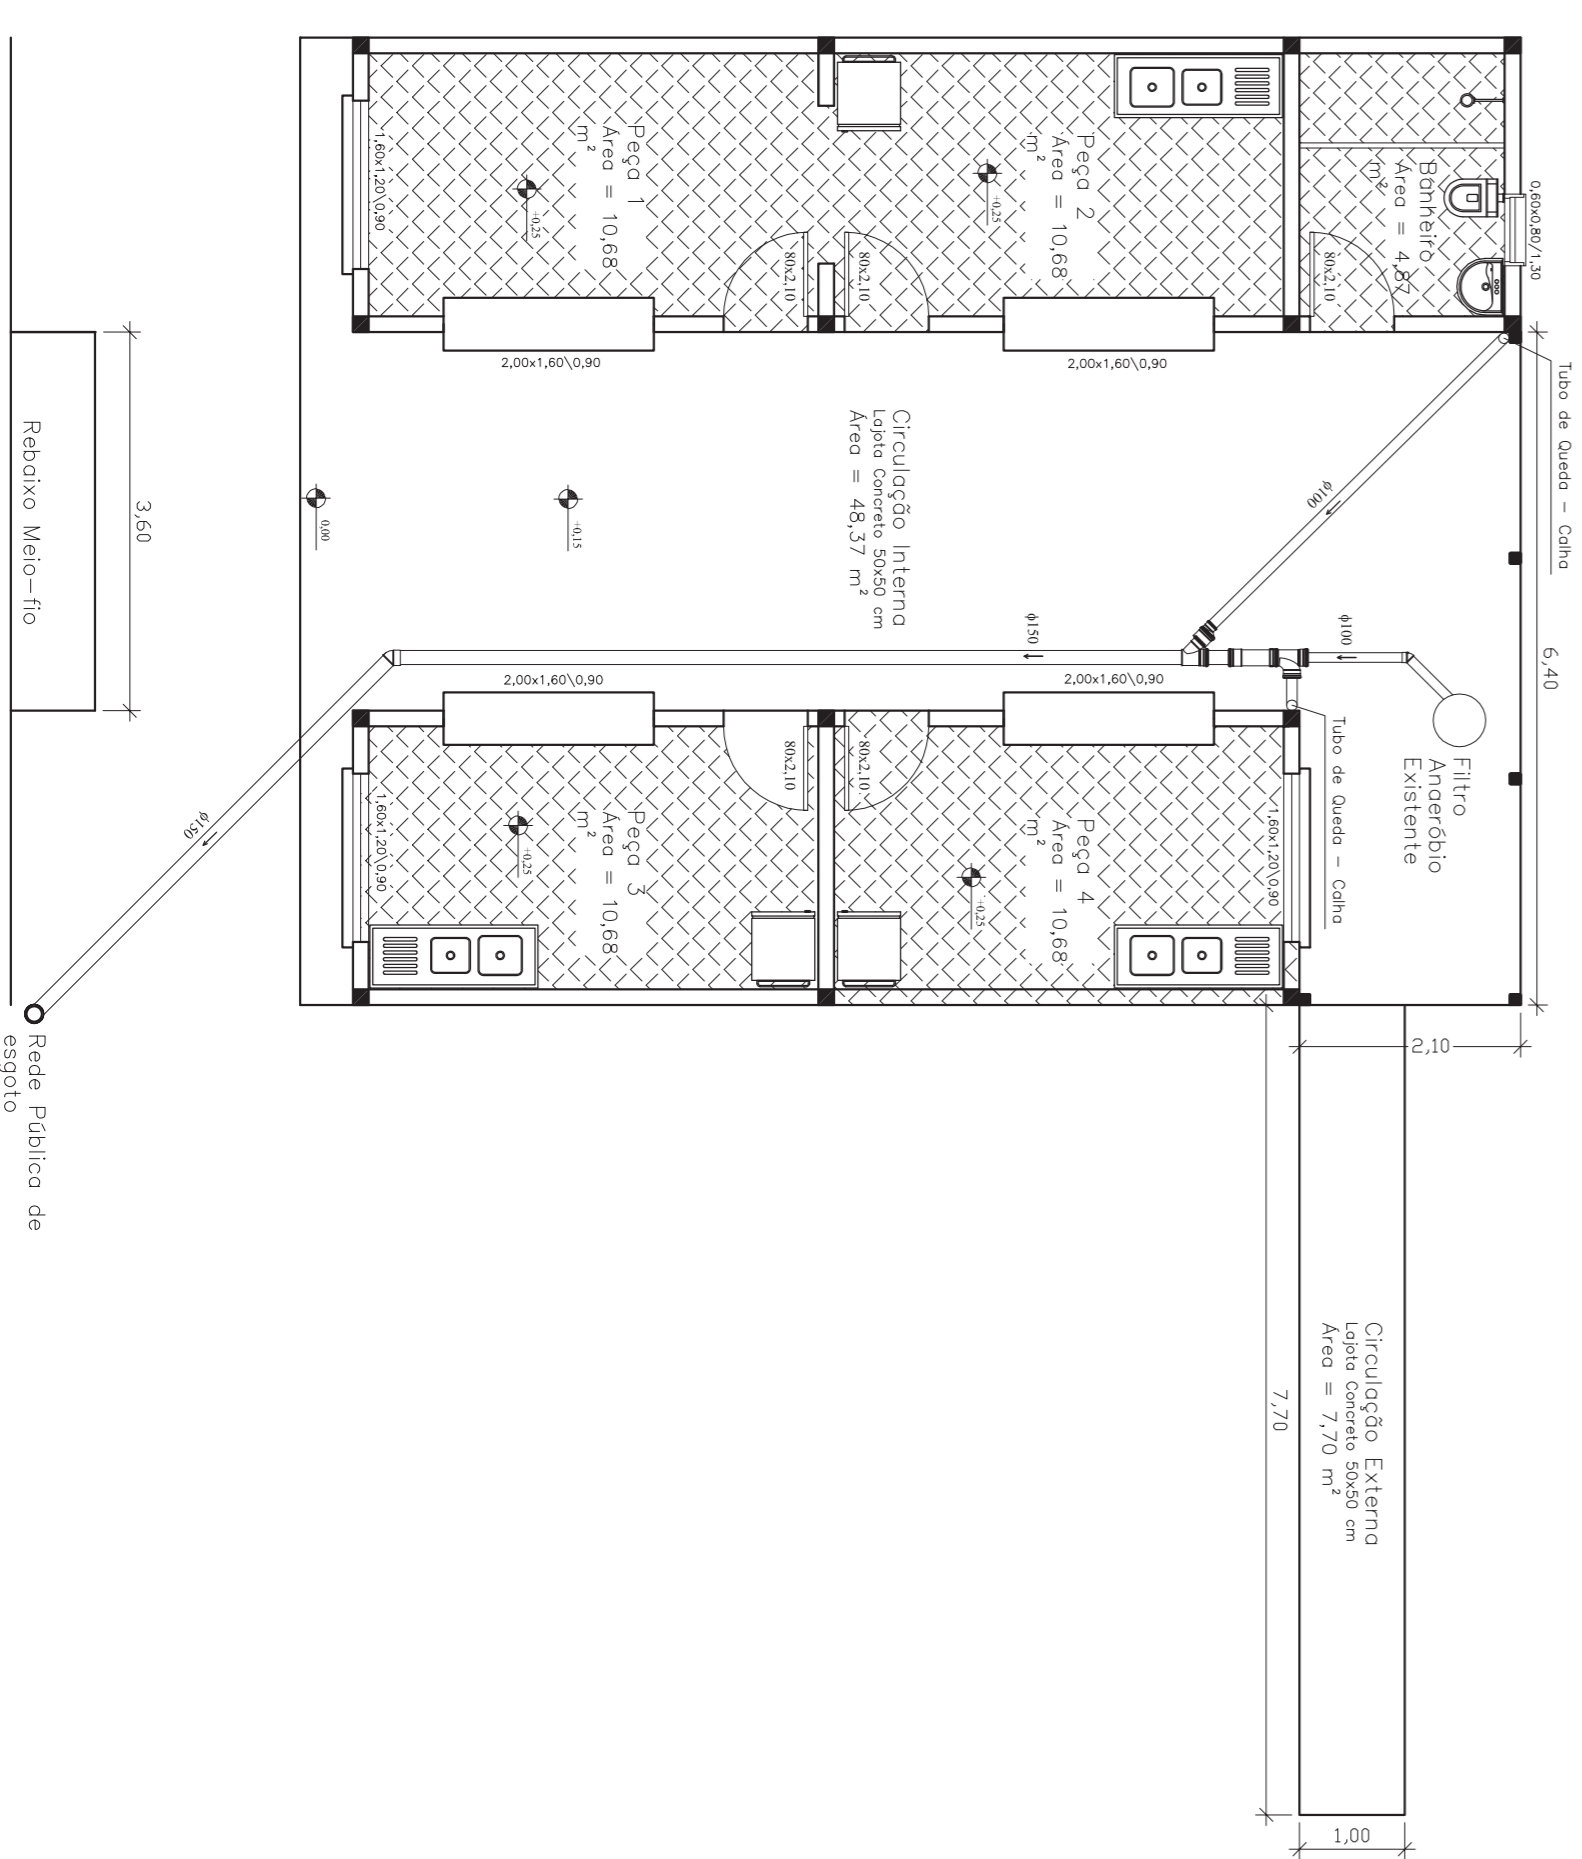 Tubo de Queda - Calha
6,40
0,60x0,80/1,30
Banheiro
Área = 4,87
m²
80x2,10
Filtro
Anaeróbio
Existente
ϕ100
ϕ100
Tubo de Queda - Calha
2,10
Circulação Externa
Lajota Concreto 50x50 cm
Área = 7,70 m²
7,70
1,00
Peça 2
Área = 10,68
m²
+0,25
80x2,10
2,00x1,60\0,90
2,00x1,60\0,90
1,60x1,20\0,90
Peça 4
Área = 10,68
m²
+0,25
80x2,10
ϕ150
Circulação Interna
Lajota Concreto 50x50 cm
Área = 48,37 m²
80x2,10
Peça 1
Área = 10,68
m²
+0,25
1,60x1,20\0,90
2,00x1,60\0,90
2,00x1,60\0,90
80x2,10
Peça 3
Área = 10,68
m²
+0,25
1,60x1,20\0,90
+0,15
0,00
ϕ150
3,60
Rebaixo Meio-fio
Rede Pública de
esgoto